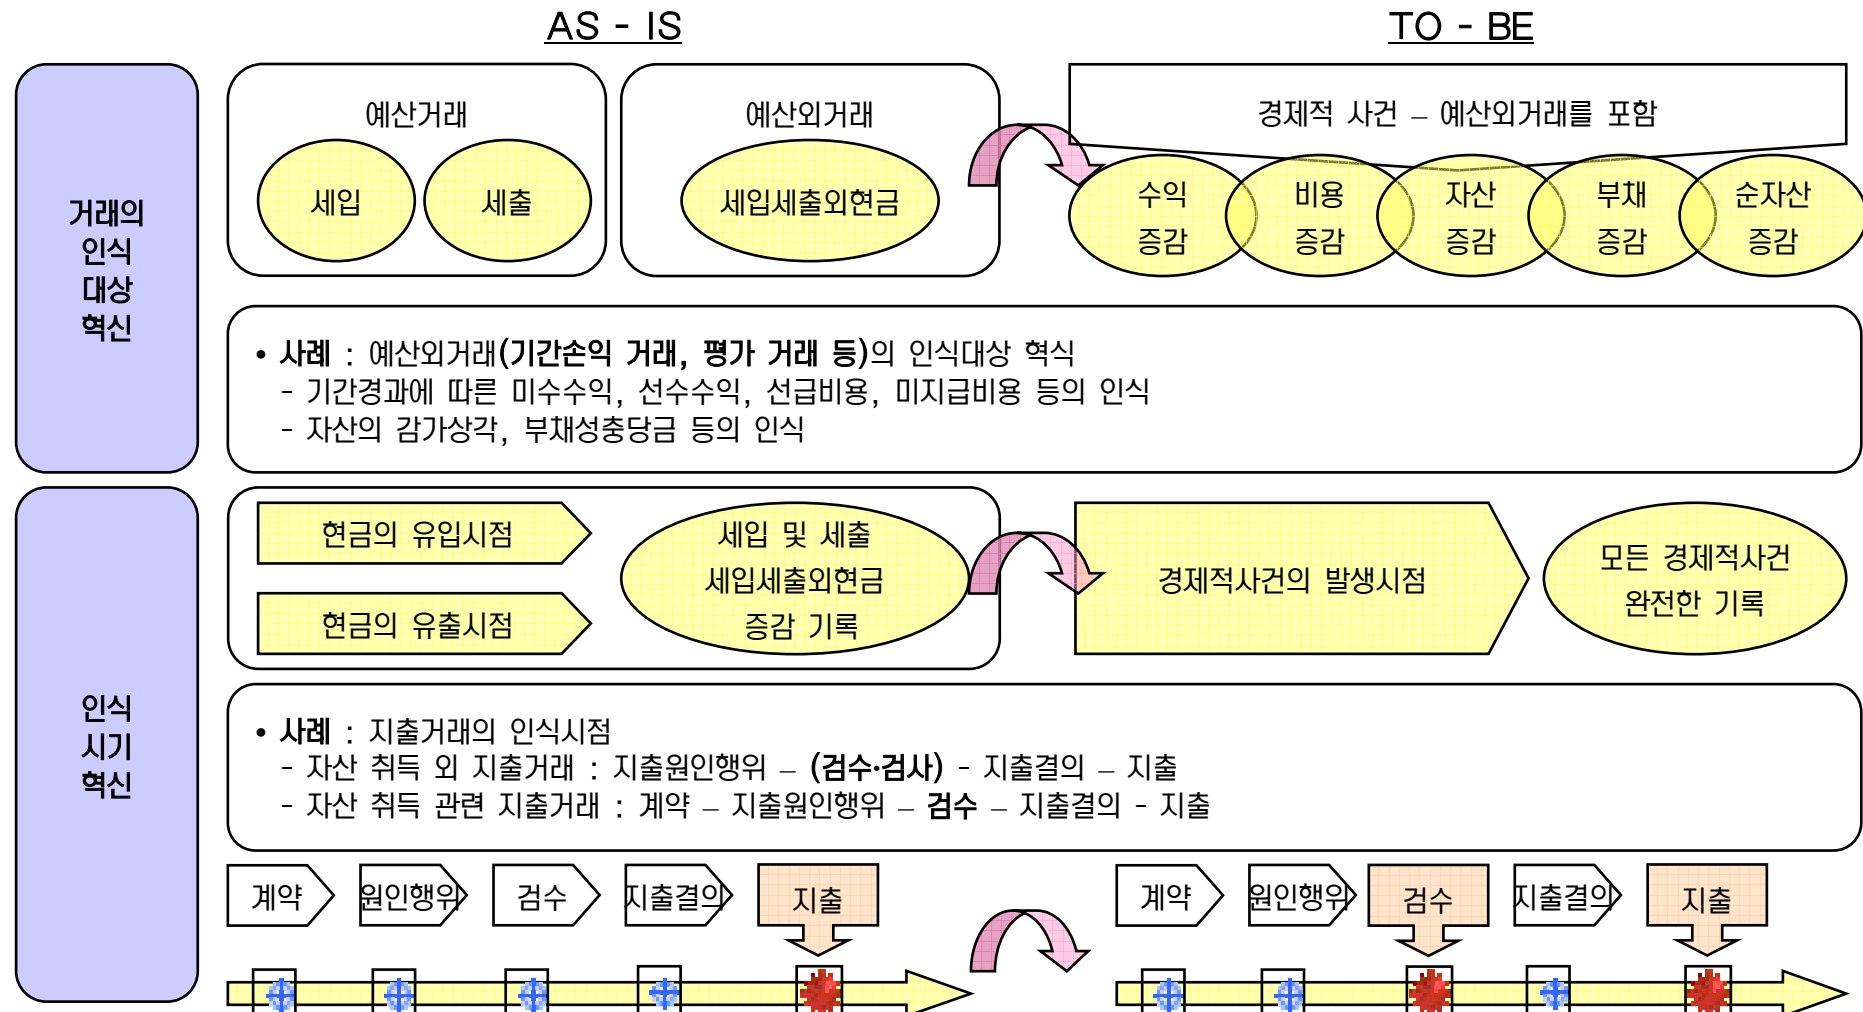 AS - IS
TO - BE
거래의
인식
대상
혁신
예산거래
세입
세출
예산외거래
세입세출외현금
경제적 사건 – 예산외거래를 포함
수익
증감
비용
증감
자산
증감
부채
증감
순자산
증감
• 사례 : 예산외거래(기간손익 거래, 평가 거래 등)의 인식대상 혁식
- 기간경과에 따른 미수수익, 선수수익, 선급비용, 미지급비용 등의 인식
- 자산의 감가상각, 부채성충당금 등의 인식
인식
시기
혁신
현금의 유입시점
현금의 유출시점
세입 및 세출
세입세출외현금
증감 기록
경제적사건의 발생시점
모든 경제적사건
완전한 기록
• 사례 : 지출거래의 인식시점
- 자산 취득 외 지출거래 : 지출원인행위 – (검수·검사) - 지출결의 – 지출
- 자산 취득 관련 지출거래 : 계약 – 지출원인행위 – 검수 – 지출결의 - 지출
계약
원인행위
검수
지출결의
지출
계약
원인행위
검수
지출결의
지출